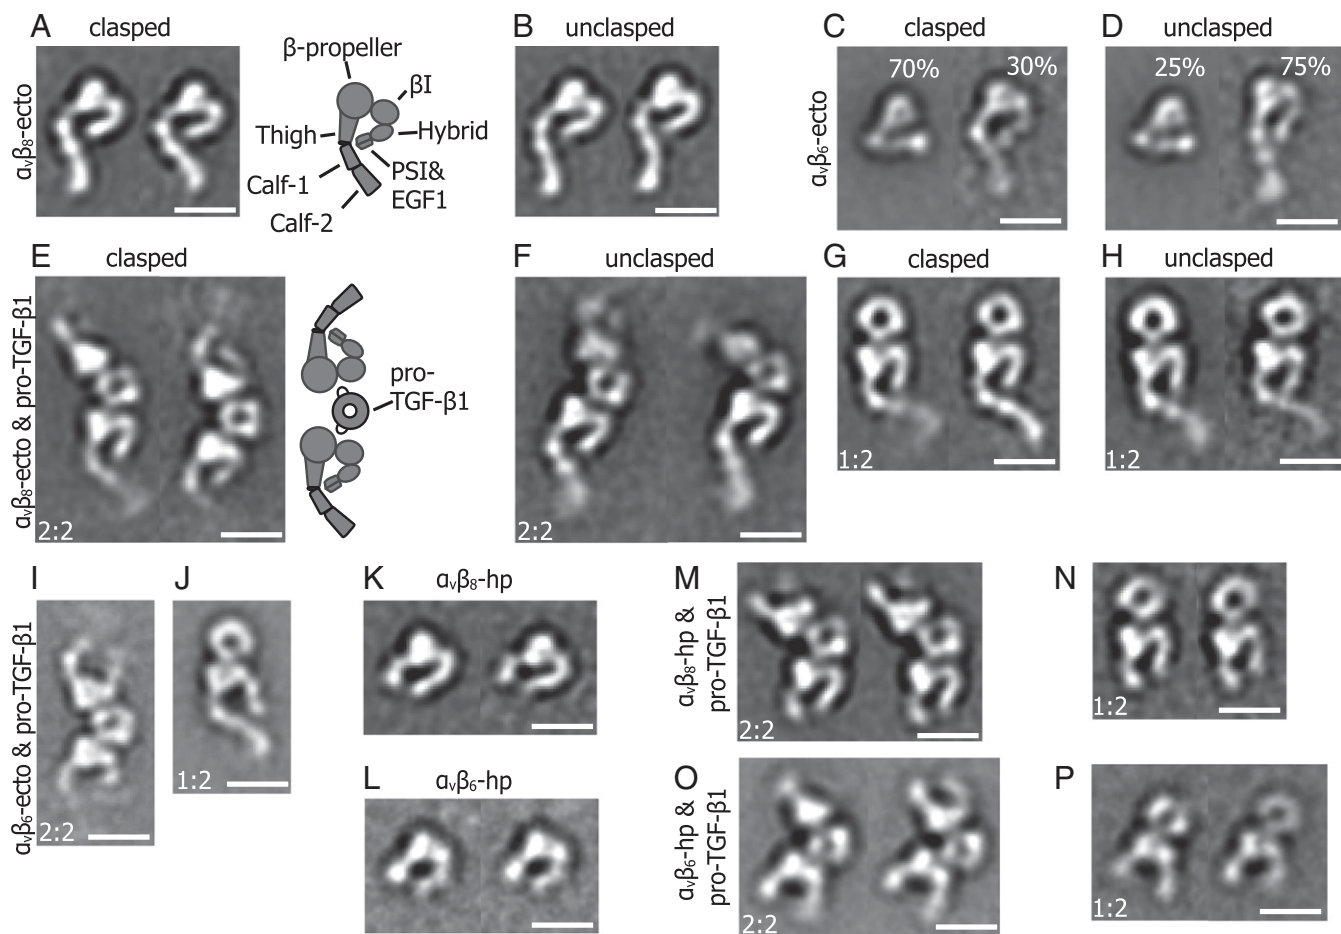 A clasped
B unclasped
C clasped
D unclasped
αvβ8-ecto
β-propeller
βI
Thigh
Hybrid
Calf-1
PSI&
EGF1
Calf-2
αvβ6-ecto
70% 30%
25% 75%
E clasped
F unclasped
G clasped
H unclasped
αvβ8-ecto & pro-TGF-β1
pro-
TGF-β1
2:2
2:2
1:2
1:2
I
J
K αvβ8-hp
M
N
αvβ6-ecto & pro-TGF-β1
2:2
1:2
αvβ8-hp &
pro-TGF-β1
2:2
1:2
L αvβ6-hp
O
P
αvβ6-hp &
pro-TGF-β1
2:2
1:2